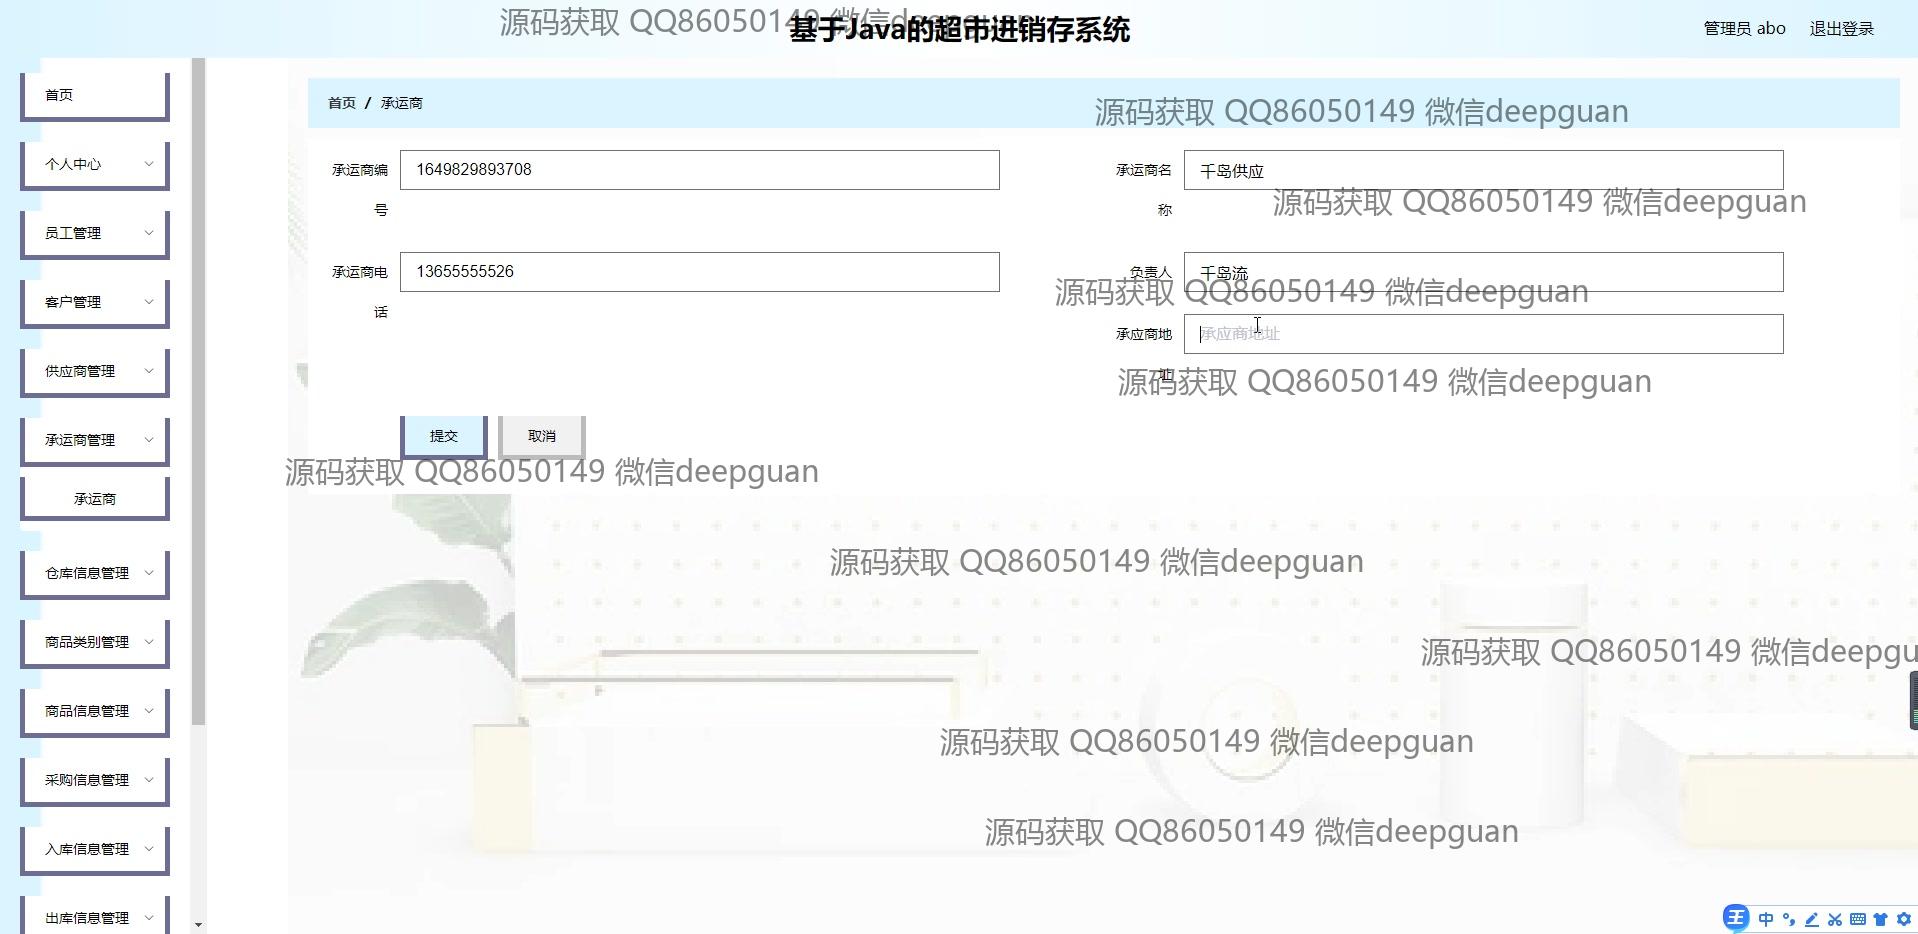 源码获取 QQ86050149 微信deepguan
基于Java的超市进销存系统
管理员 abo
退出登录
首页
个人中心
员工管理
客户管理
供应商管理
承运商管理
承运商
仓库信息管理
商品类别管理
商品信息管理
采购信息管理
入库信息管理
出库信息管理
首页 / 承运商
源码获取 QQ86050149 微信deepguan
承运商编号
1649829893708
承运商名称
千岛供应
源码获取 QQ86050149 微信deepguan
承运商电话
13655555526
负责人
千岛流
源码获取 QQ86050149 微信deepguan
承应商地址
承应商地址
源码获取 QQ86050149 微信deepguan
提交
取消
源码获取 QQ86050149 微信deepguan
源码获取 QQ86050149 微信deepguan
源码获取 QQ86050149 微信deepgu
源码获取 QQ86050149 微信deepguan
源码获取 QQ86050149 微信deepguan
王 中